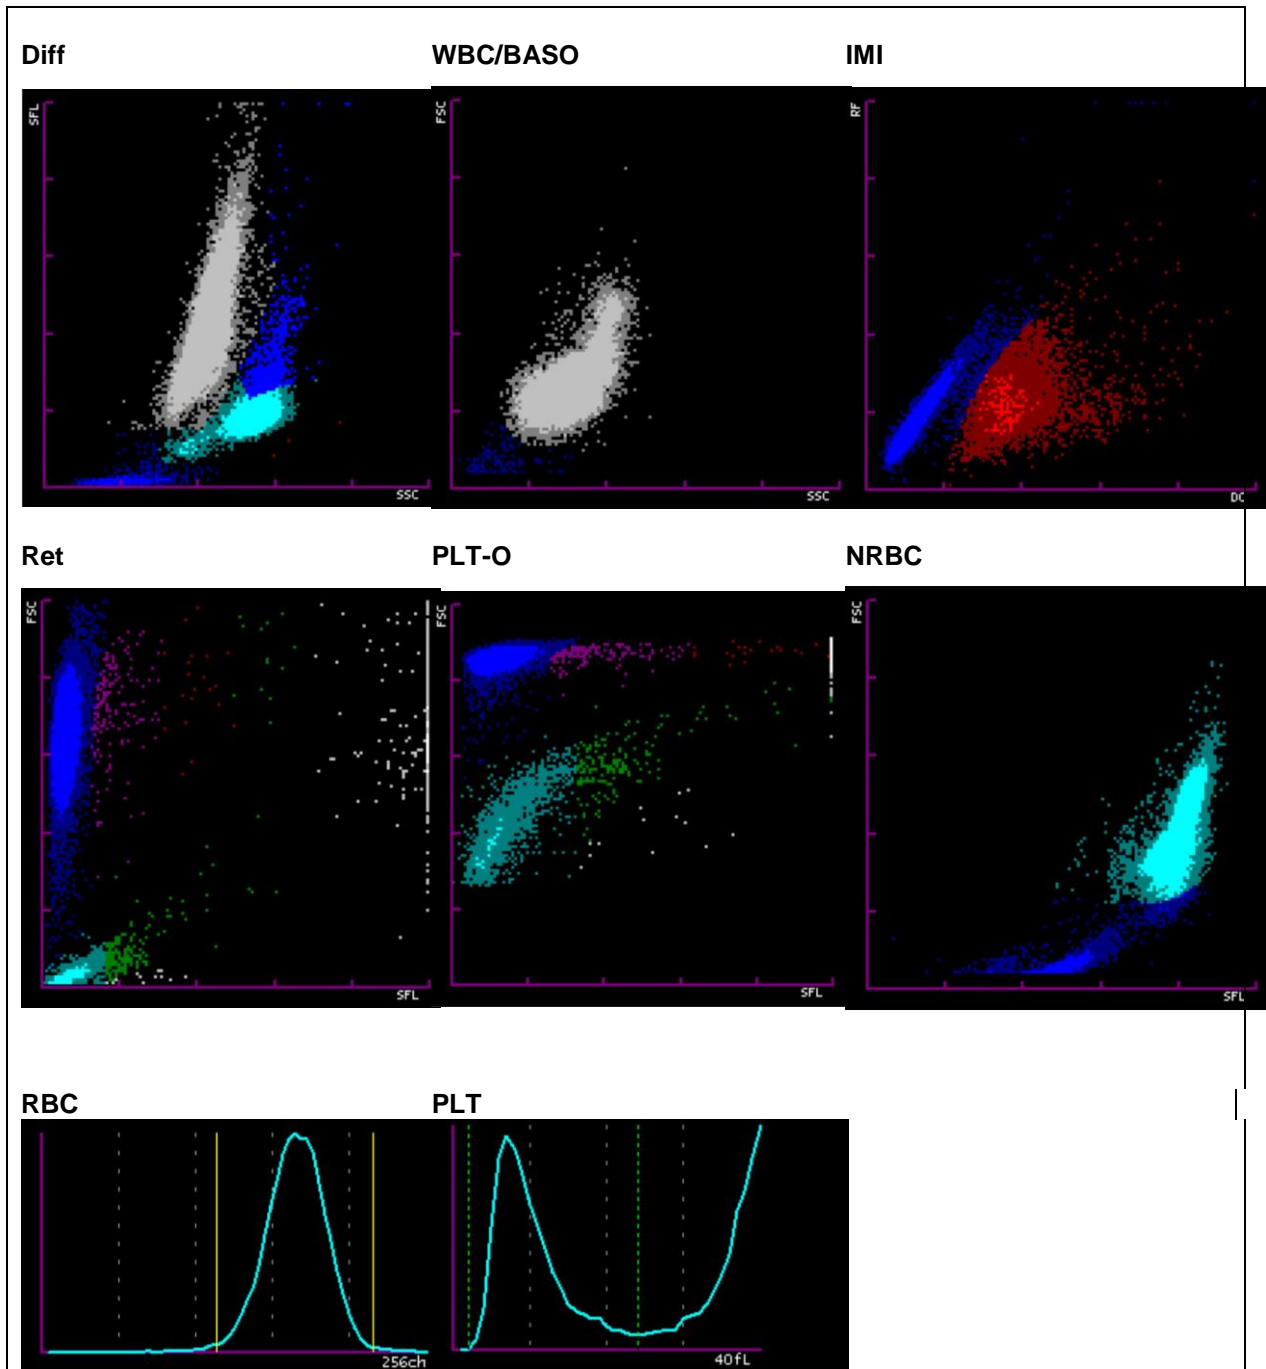 Diff WBC/BASO IMI
SFL FSC RF
SSC SSC DC
Ret PLT-O NRBC
FSC FSC FSC
SFL SFL SFL
RBC PLT
256ch 40fL